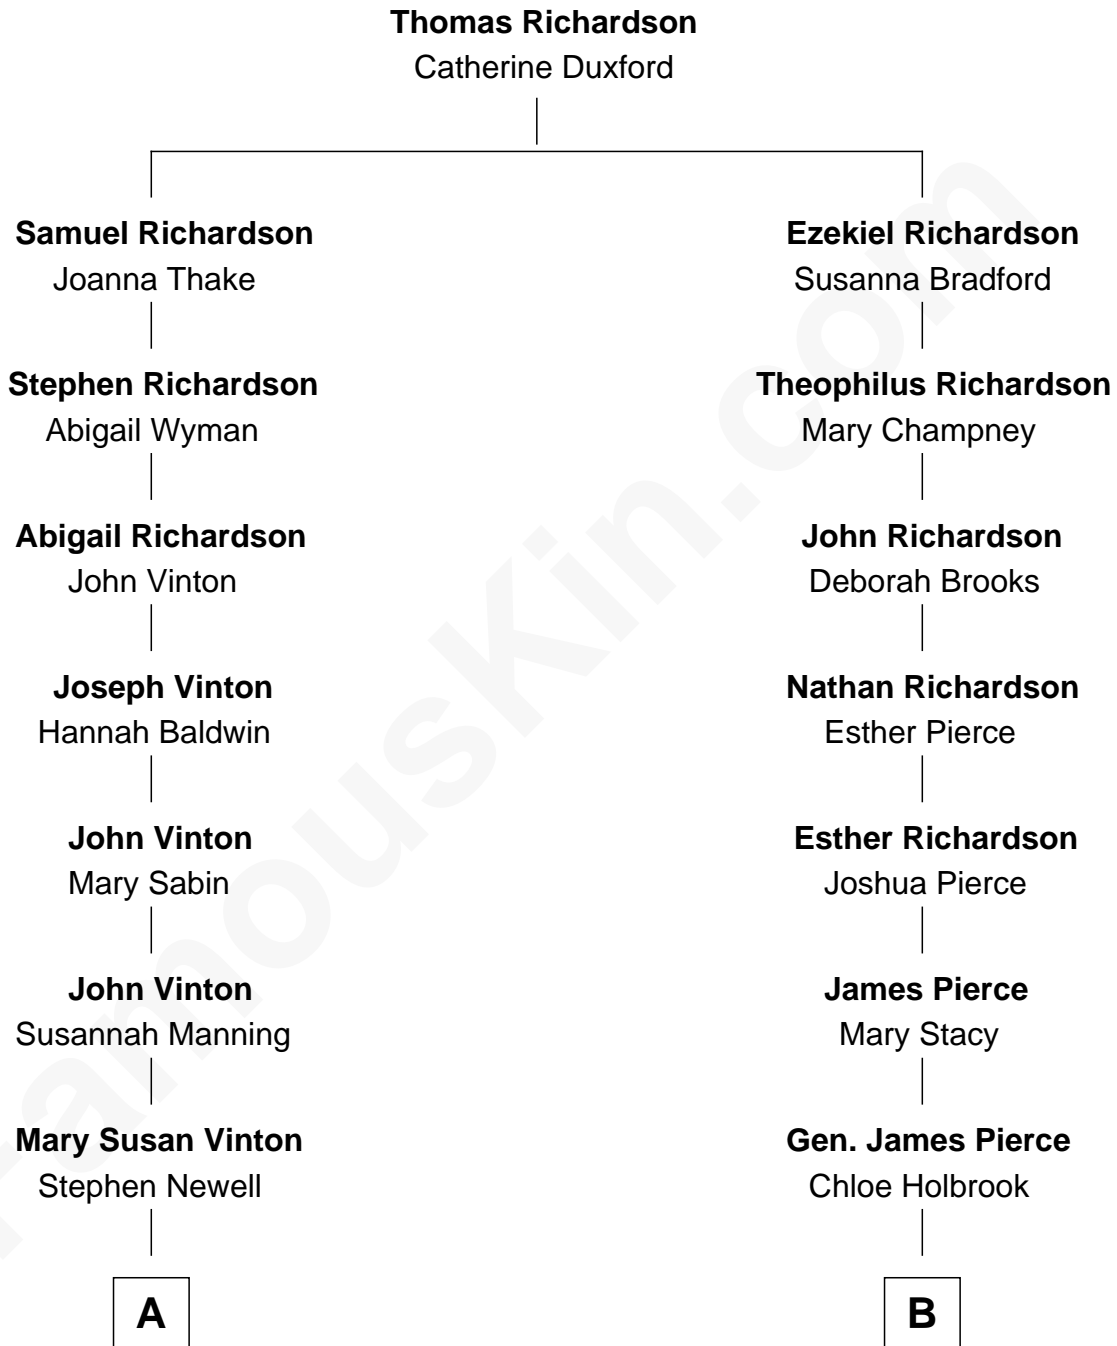 Thomas Richardson
Catherine Duxford
Samuel Richardson
Joanna Thake
Ezekiel Richardson
Susanna Bradford
Stephen Richardson
Abigail Wyman
Theophilus Richardson
Mary Champney
Abigail Richardson
John Vinton
John Richardson
Deborah Brooks
Joseph Vinton
Hannah Baldwin
Nathan Richardson
Esther Pierce
John Vinton
Mary Sabin
Esther Richardson
Joshua Pierce
John Vinton
Susannah Manning
James Pierce
Mary Stacy
Mary Susan Vinton
Stephen Newell
Gen. James Pierce
Chloe Holbrook
A
B
FamousKin.com